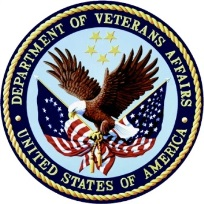 DEPARTMENT OF VETERANS AFFAIRS
UNITED STATES OF AMERICA